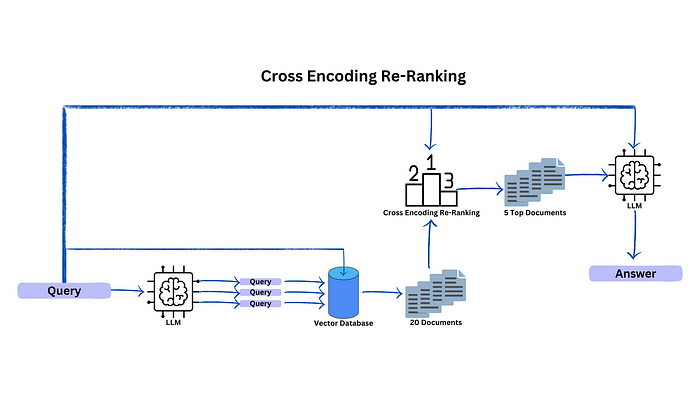 Cross Encoding Re-Ranking
2 1 3
Cross Encoding Re-Ranking
5 Top Documents
LLM
Query
LLM
Query
Query
Query
Vector Database
20 Documents
Answer